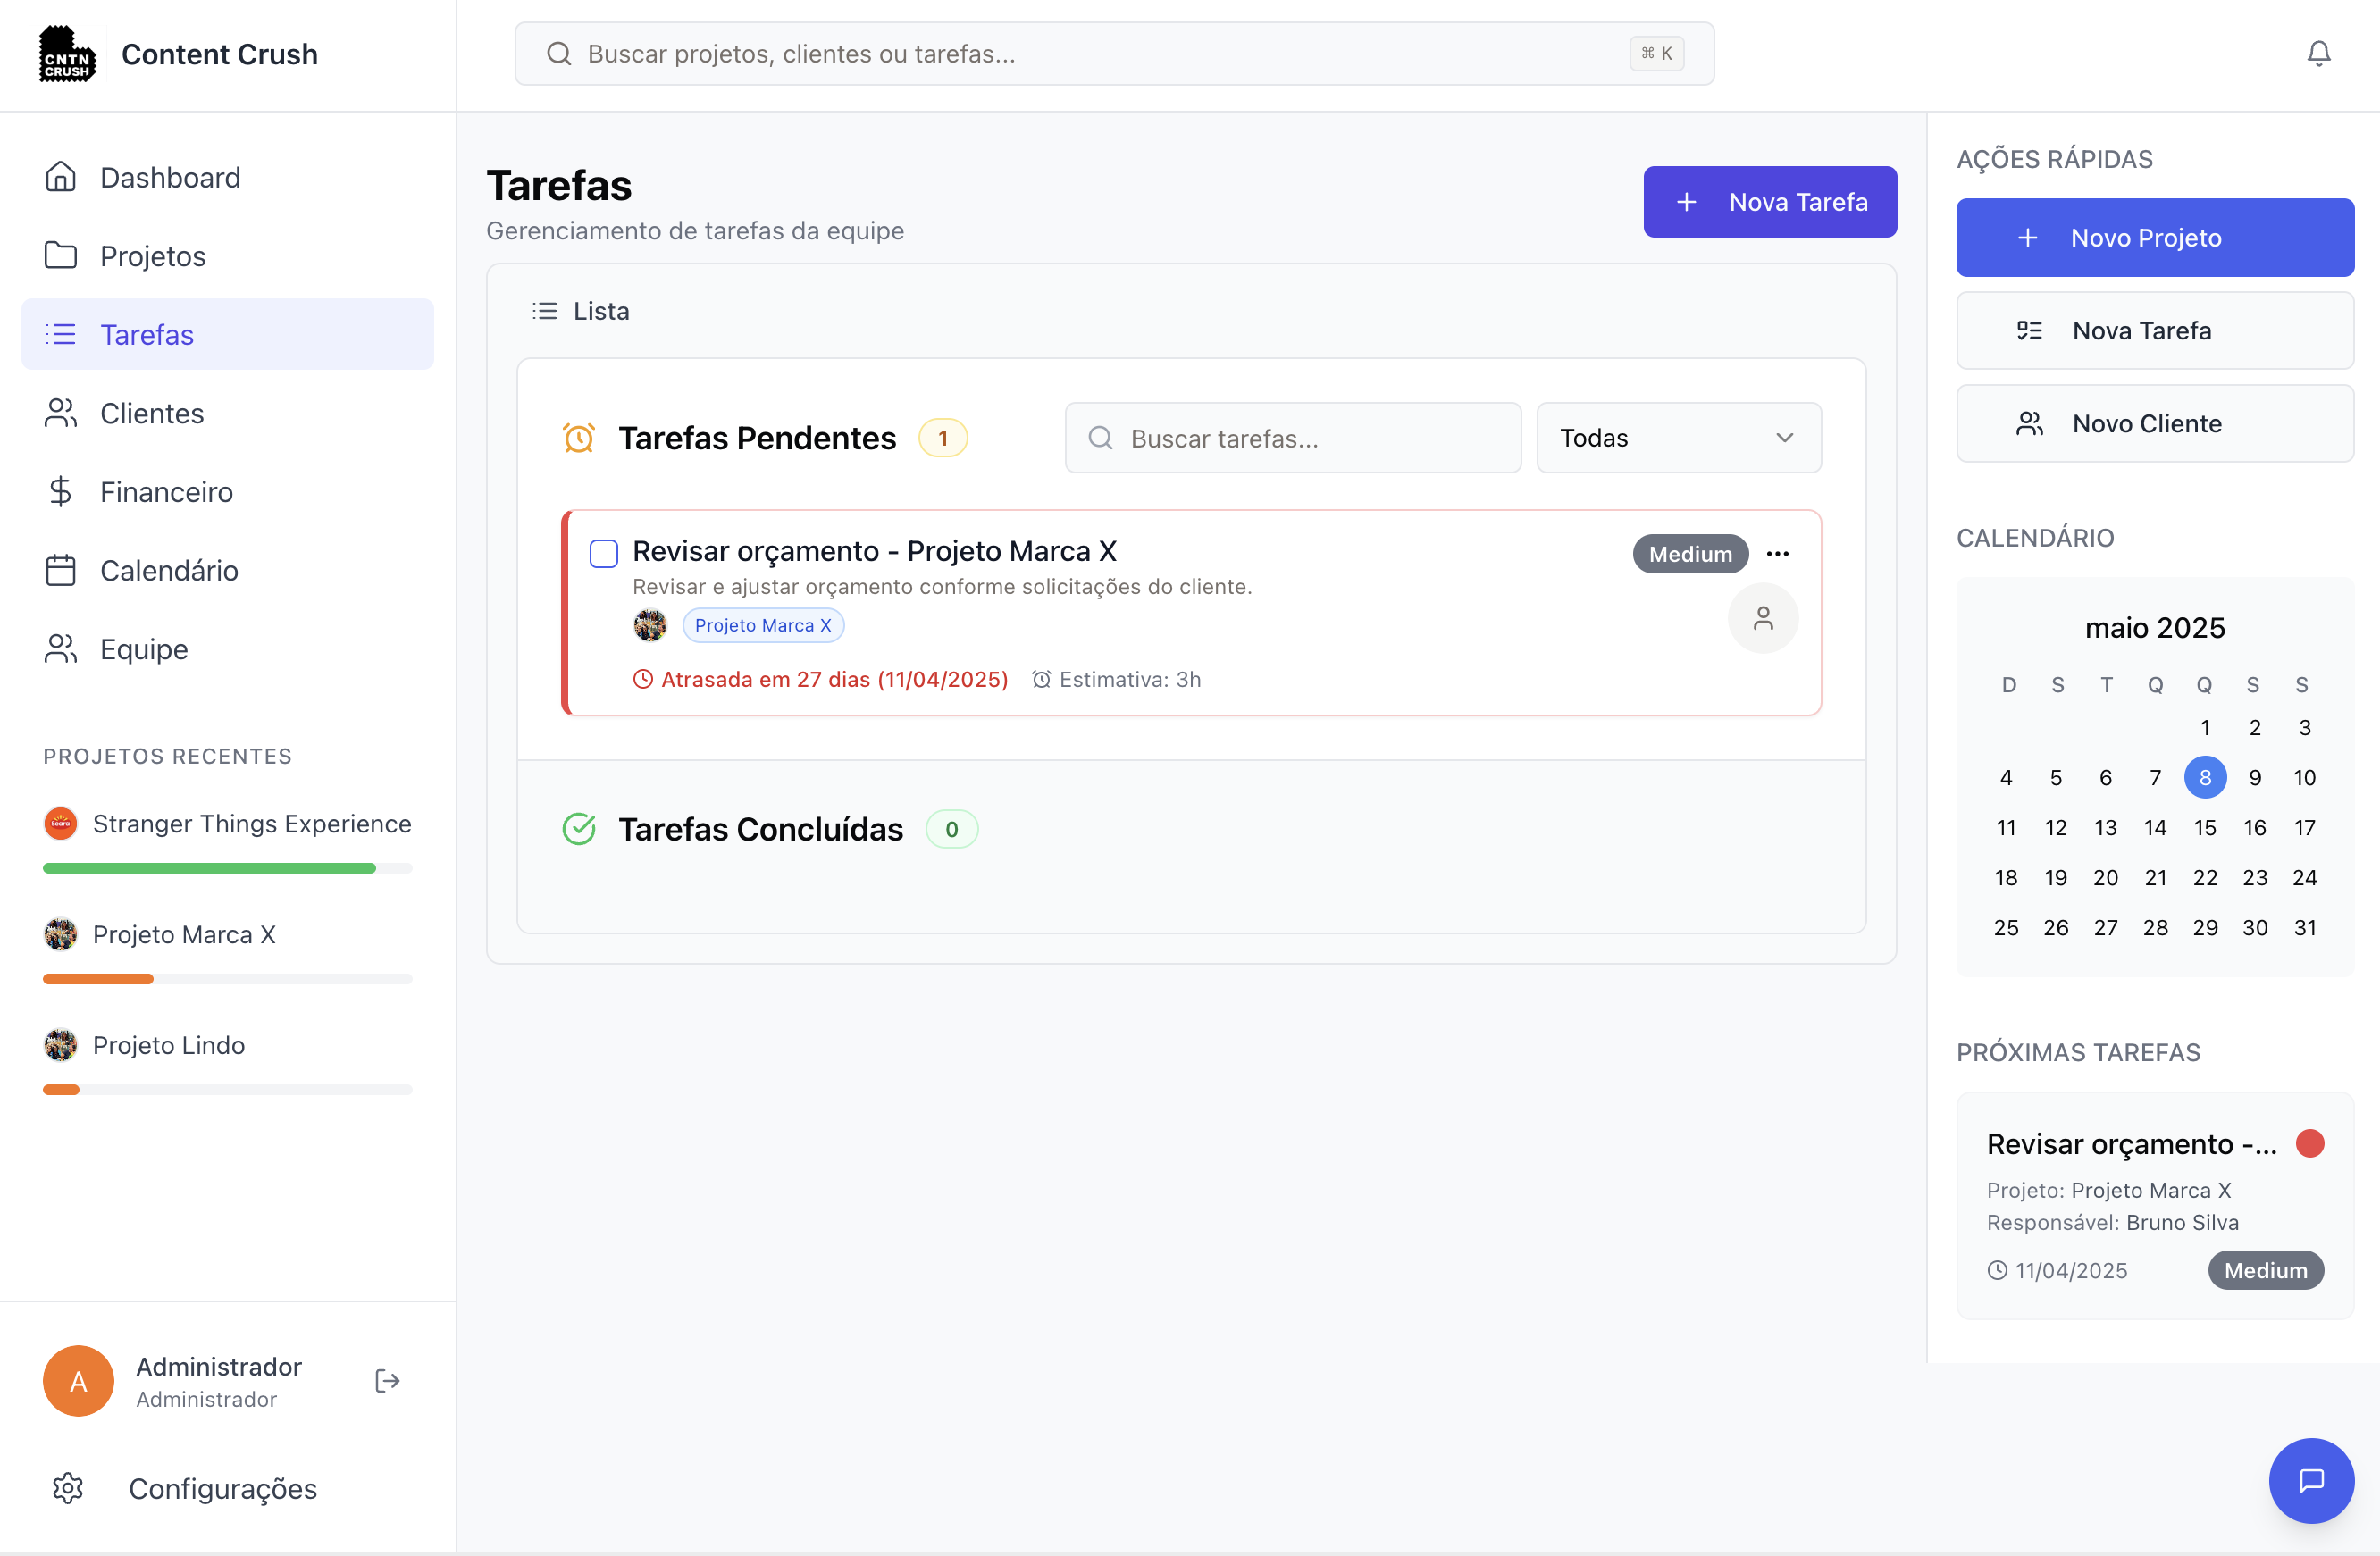 CNTN
CRUSH
Content Crush
Buscar projetos, clientes ou tarefas...
⌘ K
Dashboard
Projetos
Tarefas
Clientes
Financeiro
Calendário
Equipe
PROJETOS RECENTES
Seara
Stranger Things Experience
Projeto Marca X
Projeto Lindo
A
Administrador
Administrador
Configurações
Tarefas
Gerenciamento de tarefas da equipe
+ Nova Tarefa
Lista
Tarefas Pendentes 1
Buscar tarefas...
Todas
Revisar orçamento - Projeto Marca X
Medium
Revisar e ajustar orçamento conforme solicitações do cliente.
Projeto Marca X
Atrasada em 27 dias (11/04/2025) Estimativa: 3h
Tarefas Concluídas 0
AÇÕES RÁPIDAS
+ Novo Projeto
Nova Tarefa
Novo Cliente
CALENDÁRIO
maio 2025
D S T Q Q S S
1 2 3
4 5 6 7 8 9 10
11 12 13 14 15 16 17
18 19 20 21 22 23 24
25 26 27 28 29 30 31
PRÓXIMAS TAREFAS
Revisar orçamento -...
Projeto: Projeto Marca X
Responsável: Bruno Silva
11/04/2025 Medium